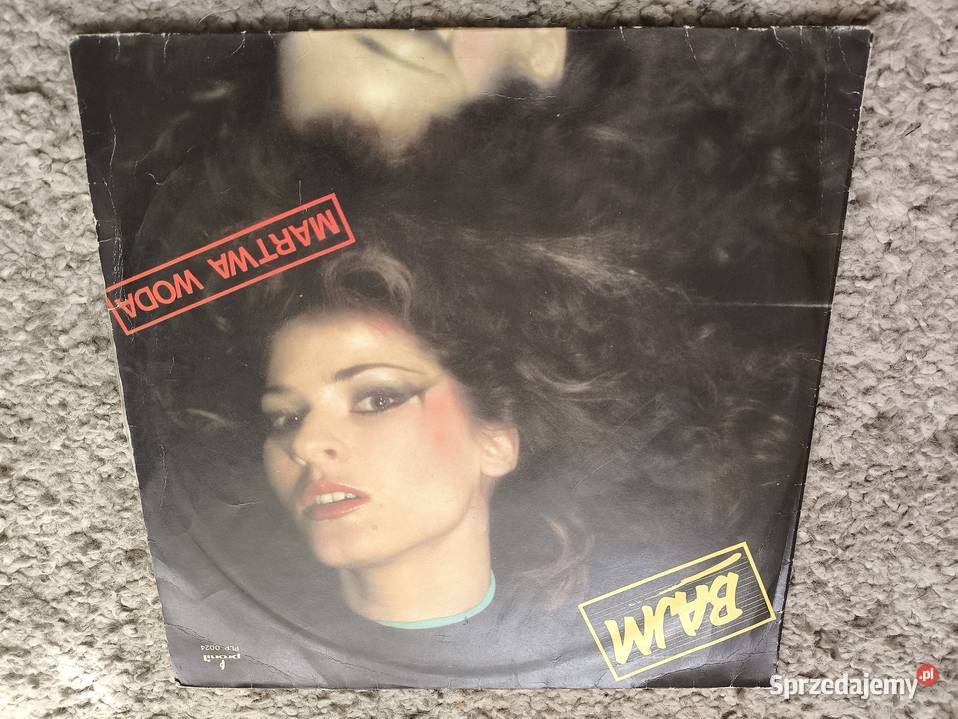 BAJM
MARTWA WODA
pronit
PLP-0024
Sprzedajemy.pl